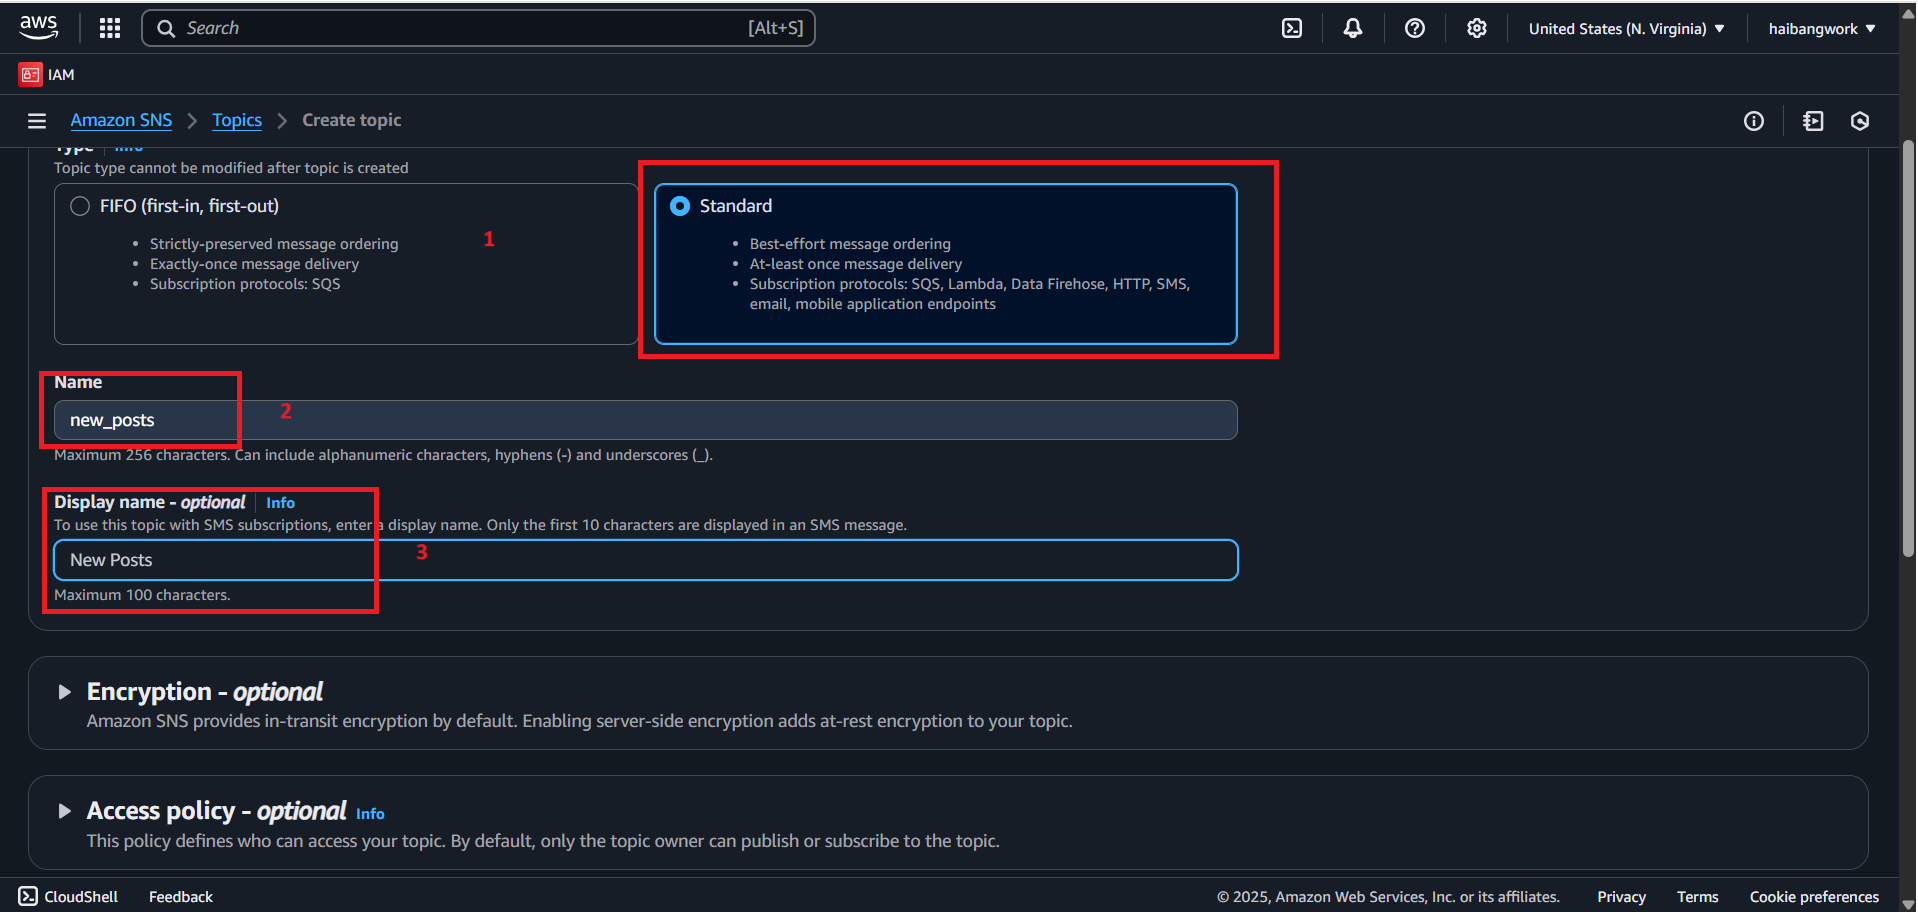 aws
Search [Alt+S]
United States (N. Virginia)
haibangwork
IAM
Amazon SNS > Topics > Create topic
Type | Info
Topic type cannot be modified after topic is created
FIFO (first-in, first-out)
• Strictly-preserved message ordering
• Exactly-once message delivery
• Subscription protocols: SQS
1
Standard
• Best-effort message ordering
• At-least once message delivery
• Subscription protocols: SQS, Lambda, Data Firehose, HTTP, SMS,
email, mobile application endpoints
Name
new_posts
2
Maximum 256 characters. Can include alphanumeric characters, hyphens (-) and underscores (_).
Display name - optional | Info
To use this topic with SMS subscriptions, enter a display name. Only the first 10 characters are displayed in an SMS message.
New Posts
3
Maximum 100 characters.
Encryption - optional
Amazon SNS provides in-transit encryption by default. Enabling server-side encryption adds at-rest encryption to your topic.
Access policy - optional Info
This policy defines who can access your topic. By default, only the topic owner can publish or subscribe to the topic.
CloudShell Feedback © 2025, Amazon Web Services, Inc. or its affiliates. Privacy Terms Cookie preferences